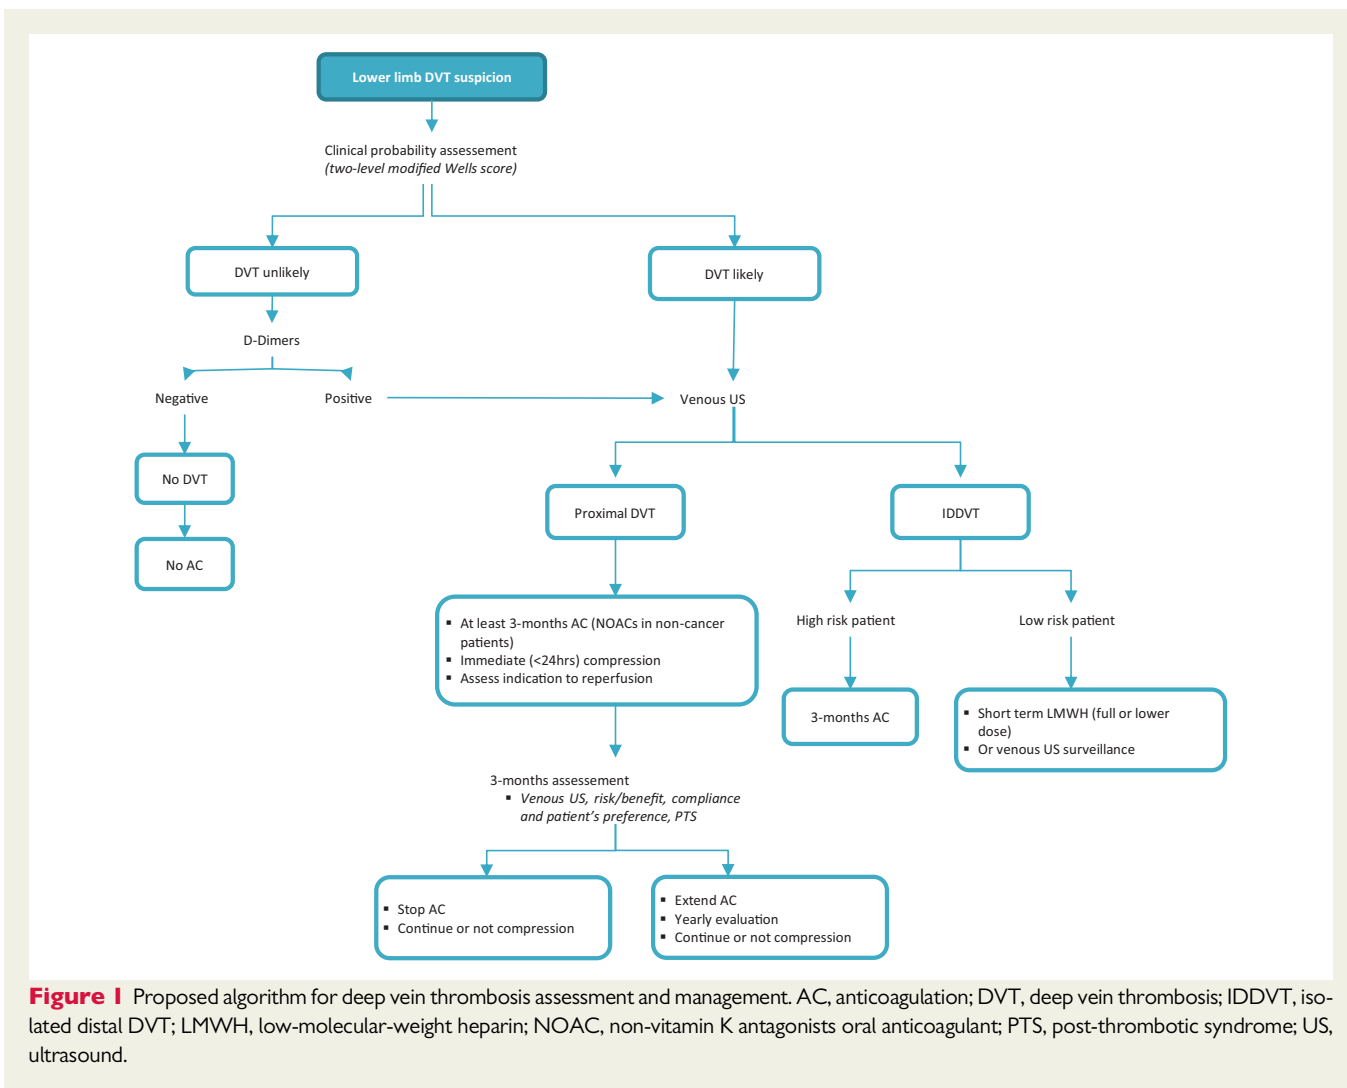 Lower limb DVT suspicion
Clinical probability assessement
(two-level modified Wells score)
DVT unlikely
DVT likely
D-Dimers
Negative
Positive
Venous US
No DVT
No AC
Proximal DVT
IDDVT
▪ At least 3-months AC (NOACs in non-cancer
patients)
▪ Immediate (<24hrs) compression
▪ Assess indication to reperfusion
High risk patient
Low risk patient
3-months AC
▪ Short term LMWH (full or lower
dose)
▪ Or venous US surveillance
3-months assessement
▪ Venous US, risk/benefit, compliance
and patient's preference, PTS
▪ Stop AC
▪ Continue or not compression
▪ Extend AC
▪ Yearly evaluation
▪ Continue or not compression
Figure 1 Proposed algorithm for deep vein thrombosis assessment and management. AC, anticoagulation; DVT, deep vein thrombosis; IDDVT, iso-
lated distal DVT; LMWH, low-molecular-weight heparin; NOAC, non-vitamin K antagonists oral anticoagulant; PTS, post-thrombotic syndrome; US,
ultrasound.